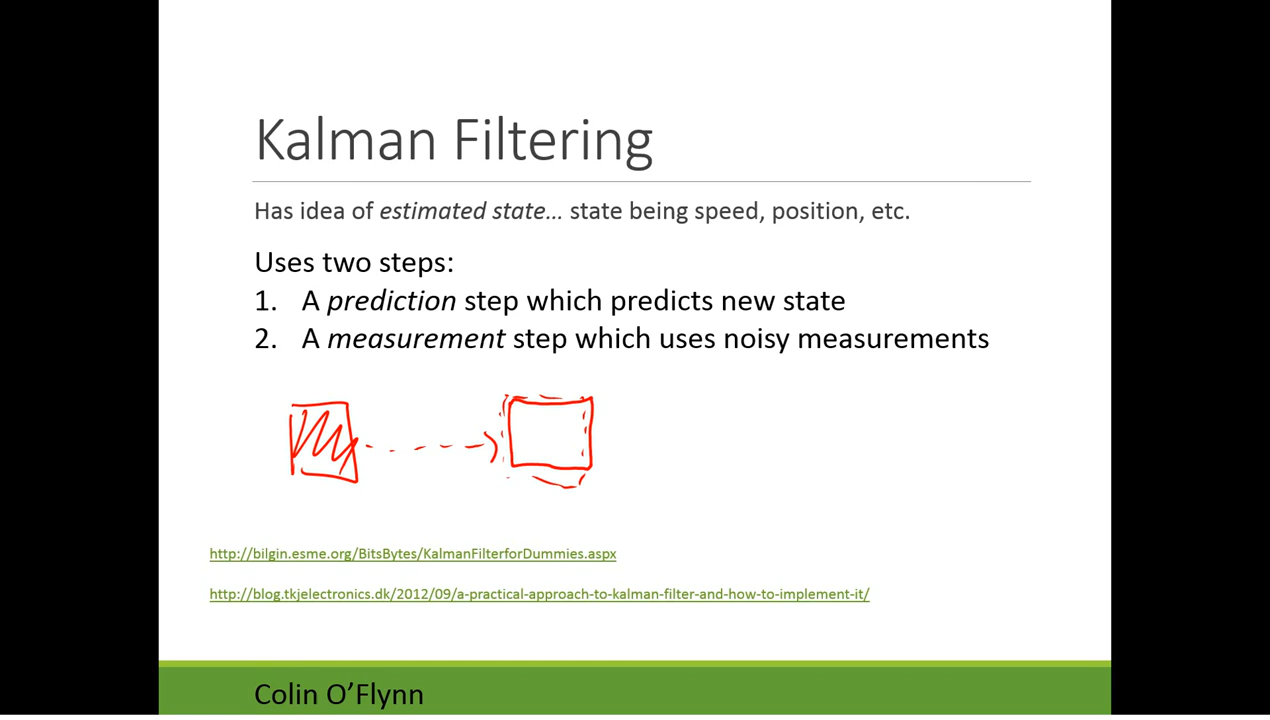 Kalman Filtering
Has idea of estimated state… state being speed, position, etc.
Uses two steps:
1. A prediction step which predicts new state
2. A measurement step which uses noisy measurements
http://bilgin.esme.org/BitsBytes/KalmanFilterforDummies.aspx
http://blog.tkjelectronics.dk/2012/09/a-practical-approach-to-kalman-filter-and-how-to-implement-it/
Colin O’Flynn